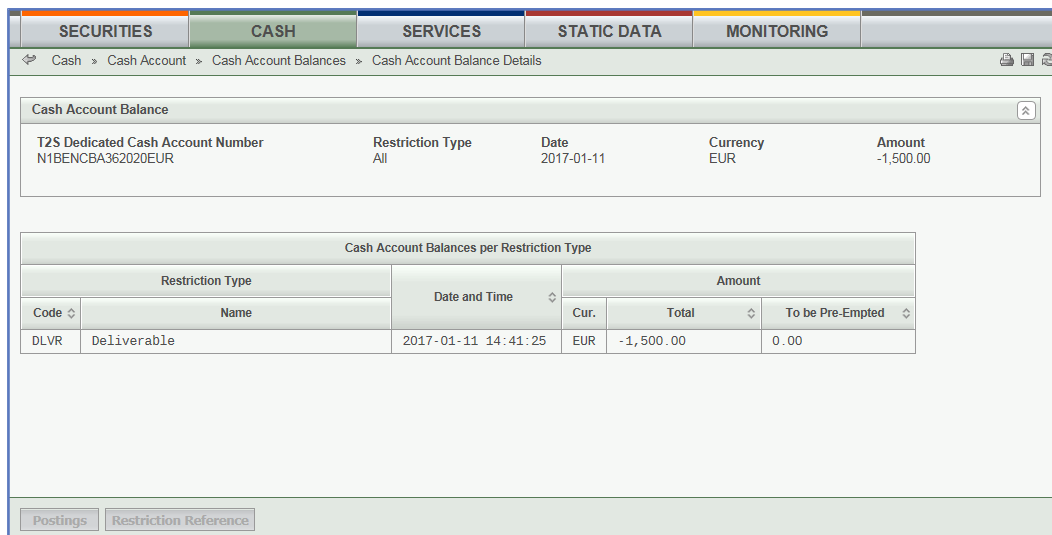 SECURITIES CASH SERVICES STATIC DATA MONITORING
Cash » Cash Account » Cash Account Balances » Cash Account Balance Details
Cash Account Balance
T2S Dedicated Cash Account Number Restriction Type Date Currency Amount
N1BENCBA362020EUR All 2017-01-11 EUR -1,500.00
Cash Account Balances per Restriction Type
Restriction Type Date and Time Amount
Code Name Cur. Total To be Pre-Empted
DLVR Deliverable 2017-01-11 14:41:25 EUR -1,500.00 0.00
Postings Restriction Reference